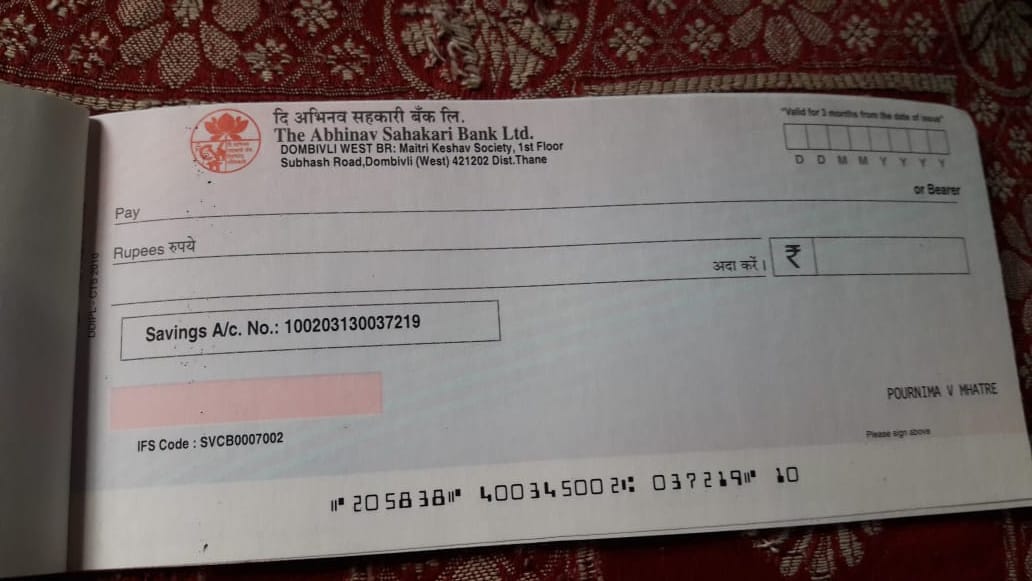 दि अभिनव सहकारी बँक लि.
The Abhinav Sahakari Bank Ltd.
DOMBIVLI WEST BR: Maitri Keshav Society, 1st Floor
Subhash Road,Dombivli (West) 421202 Dist.Thane
"Valid for 3 months from the date of issue"
D D M M Y Y Y Y
Pay
or Bearer
Rupees रुपये
अदा करें। ₹
Savings A/c. No.: 100203130037219
POURNIMA V MHATRE
IFS Code : SVCB0007002
Please sign above
⑈205838⑈ 400345002⑆ 037219⑈ 10